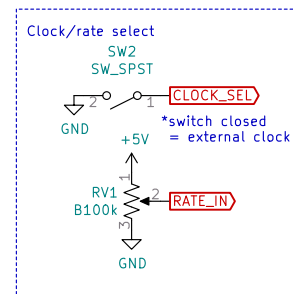 Clock/rate select
SW2
SW_SPST
2
1
CLOCK_SEL
GND
*switch closed
= external clock
+5V
1
RV1
B100k
2
RATE_IN
3
GND